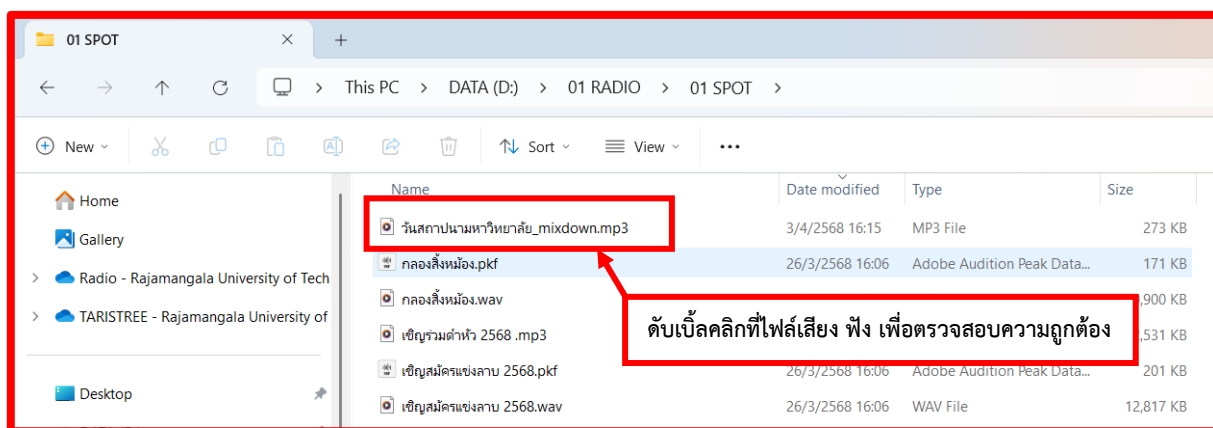 01 SPOT
This PC > DATA (D:) > 01 RADIO > 01 SPOT >
New Sort View
Home
Gallery
Radio - Rajamangala University of Tech
TARISTREE - Rajamangala University of
Desktop
Name Date modified Type Size
วันสถาปนามหาวิทยาลัย_mixdown.mp3 3/4/2568 16:15 MP3 File 273 KB
กลองสิ้งหม้อง.pkf 26/3/2568 16:06 Adobe Audition Peak Data... 171 KB
กลองสิ้งหม้อง.wav ,900 KB
เชิญร่วมดำหัว 2568 .mp3 ,531 KB
เชิญสมัครแข่งลาบ 2568.pkf 26/3/2568 16:06 Adobe Audition Peak Data... 201 KB
เชิญสมัครแข่งลาบ 2568.wav 26/3/2568 16:06 WAV File 12,817 KB
ดับเบิ้ลคลิกที่ไฟล์เสียง ฟัง เพื่อตรวจสอบความถูกต้อง